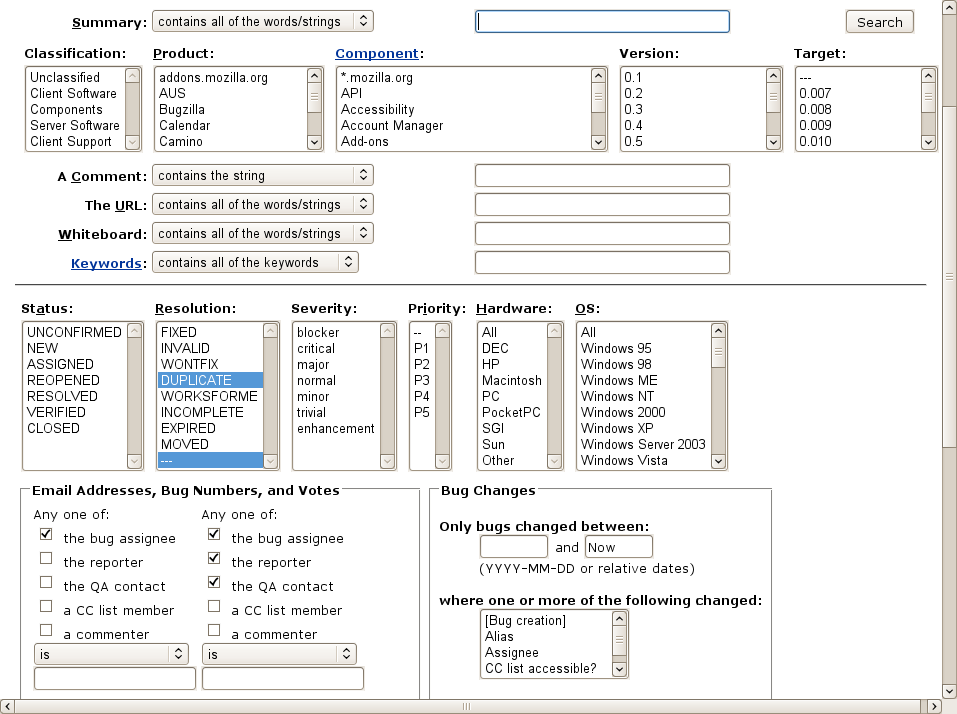 Summary: contains all of the words/strings Search
Classification: Product: Component: Version: Target:
Unclassified addons.mozilla.org *.mozilla.org 0.1 ---
Client Software AUS API 0.2 0.007
Components Bugzilla Accessibility 0.3 0.008
Server Software Calendar Account Manager 0.4 0.009
Client Support Camino Add-ons 0.5 0.010
A Comment: contains the string
The URL: contains all of the words/strings
Whiteboard: contains all of the words/strings
Keywords: contains all of the keywords
Status: Resolution: Severity: Priority: Hardware: OS:
UNCONFIRMED FIXED blocker -- All All
NEW INVALID critical P1 DEC Windows 95
ASSIGNED WONTFIX major P2 HP Windows 98
REOPENED DUPLICATE normal P3 Macintosh Windows ME
RESOLVED WORKSFORME minor P4 PC Windows NT
VERIFIED INCOMPLETE trivial P5 PocketPC Windows 2000
CLOSED EXPIRED enhancement SGI Windows XP
MOVED Sun Windows Server 2003
--- Other Windows Vista
Email Addresses, Bug Numbers, and Votes Bug Changes
Any one of: Any one of:
Only bugs changed between:
the bug assignee the bug assignee
and Now
the reporter the reporter
(YYYY-MM-DD or relative dates)
the QA contact the QA contact
where one or more of the following changed:
a CC list member a CC list member
[Bug creation]
a commenter a commenter
Alias
is is
Assignee
CC list accessible?